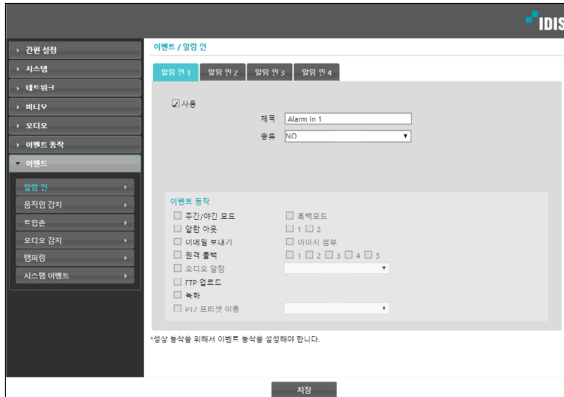 IDIS
이벤트 / 알람 인
간편 설정
시스템
네트워크
비디오
오디오
이벤트 동작
이벤트
알람 인
움직임 감지
트립존
오디오 감지
탬퍼링
시스템 이벤트
알람 인 1 알람 인 2 알람 인 3 알람 인 4
사용
제목 Alarm In 1
종류 NO
이벤트 동작
주간/야간 모드 흑백모드
알람 아웃 1 2
이메일 보내기 이미지 첨부
원격 콜백 1 2 3 4 5
오디오 알람
FTP 업로드
녹화
PTZ 프리셋 이동
*정상 동작을 위해서 이벤트 동작을 설정해야 합니다.
저장